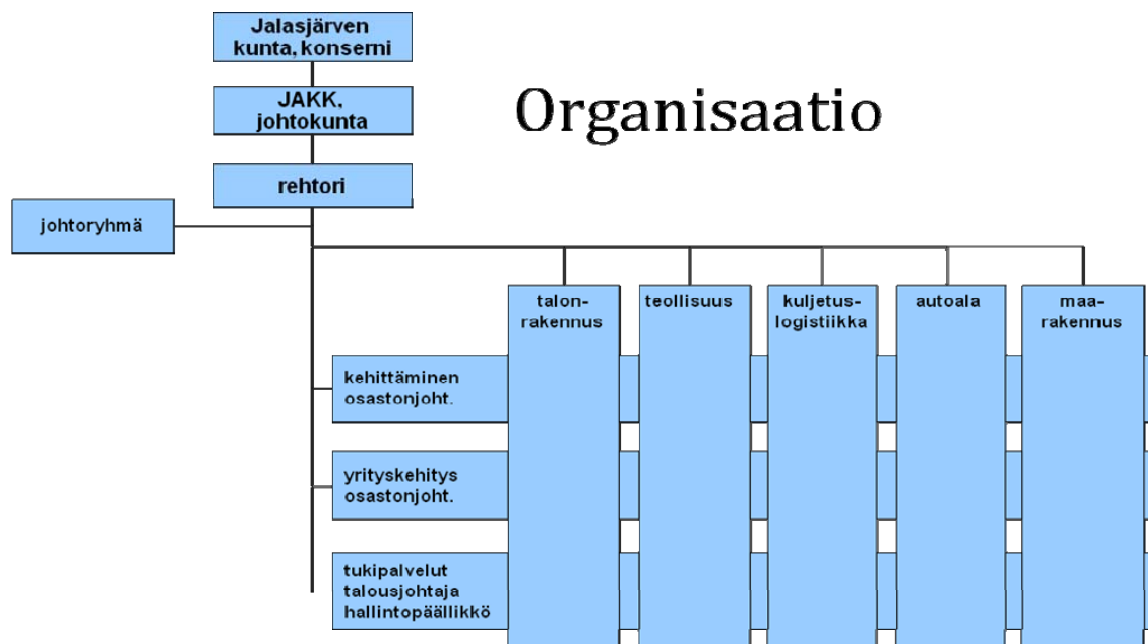 Jalasjärven
kunta, konserni
Organisaatio
JAKK,
johtokunta
rehtori
johtoryhmä
talon-
rakennus
teollisuus
kuljetus-
logistiikka
autoala
maa-
rakennus
kehittäminen
osastonjoht.
yrityskehitys
osastonjoht.
tukipalvelut
talousjohtaja
hallintopäällikkö